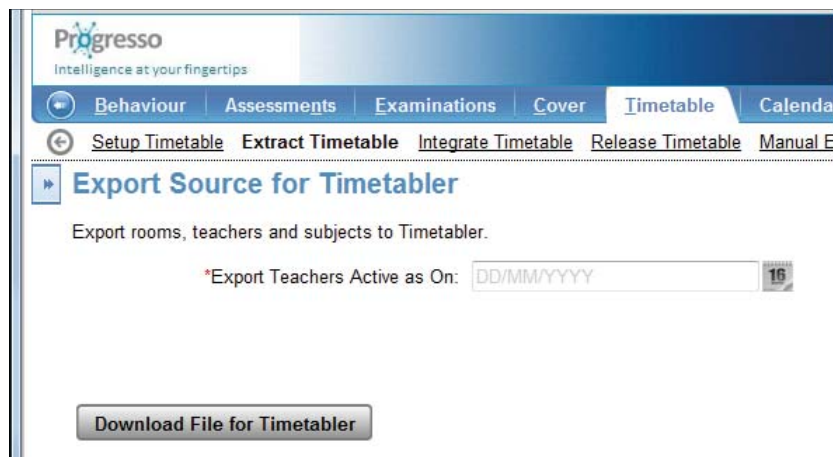 Progresso
Intelligence at your fingertips
Behaviour Assessments Examinations Cover Timetable Calenda
Setup Timetable Extract Timetable Integrate Timetable Release Timetable Manual E
Export Source for Timetabler
Export rooms, teachers and subjects to Timetabler.
*Export Teachers Active as On: DD/MM/YYYY 16
Download File for Timetabler